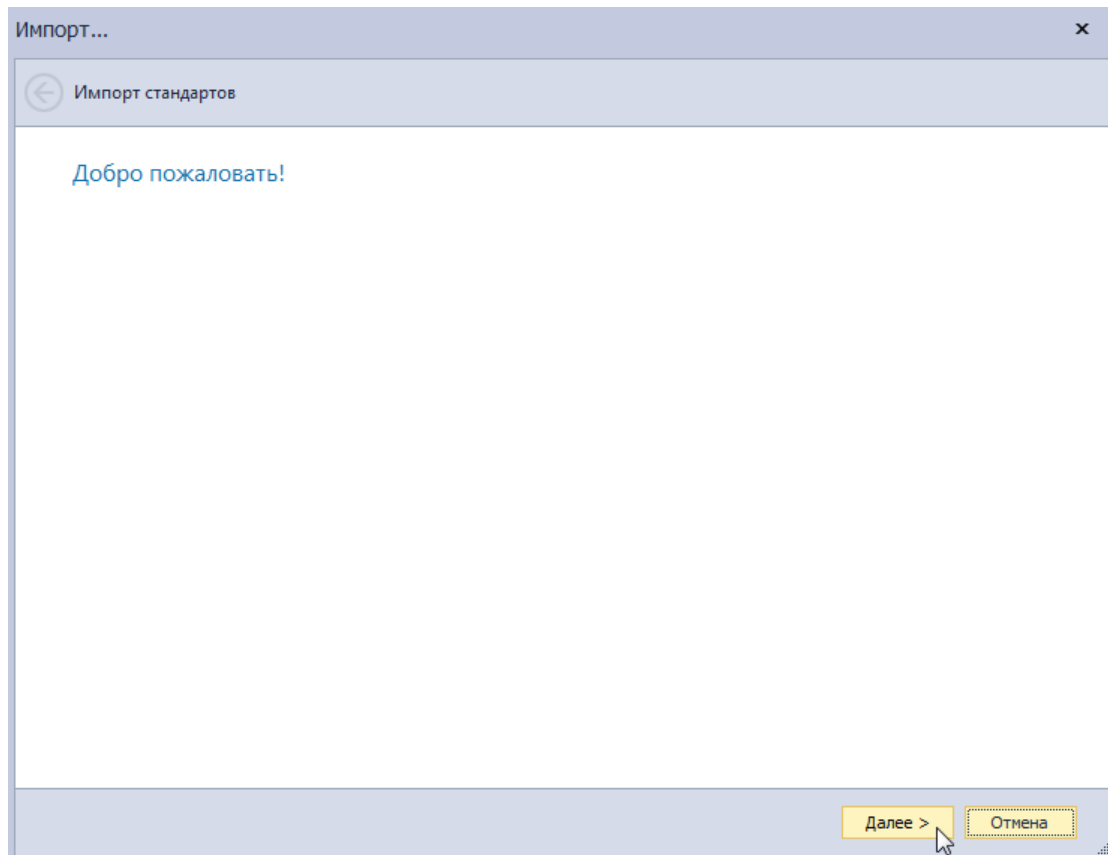 Импорт...
Импорт стандартов
Добро пожаловать!
Далее >
Отмена